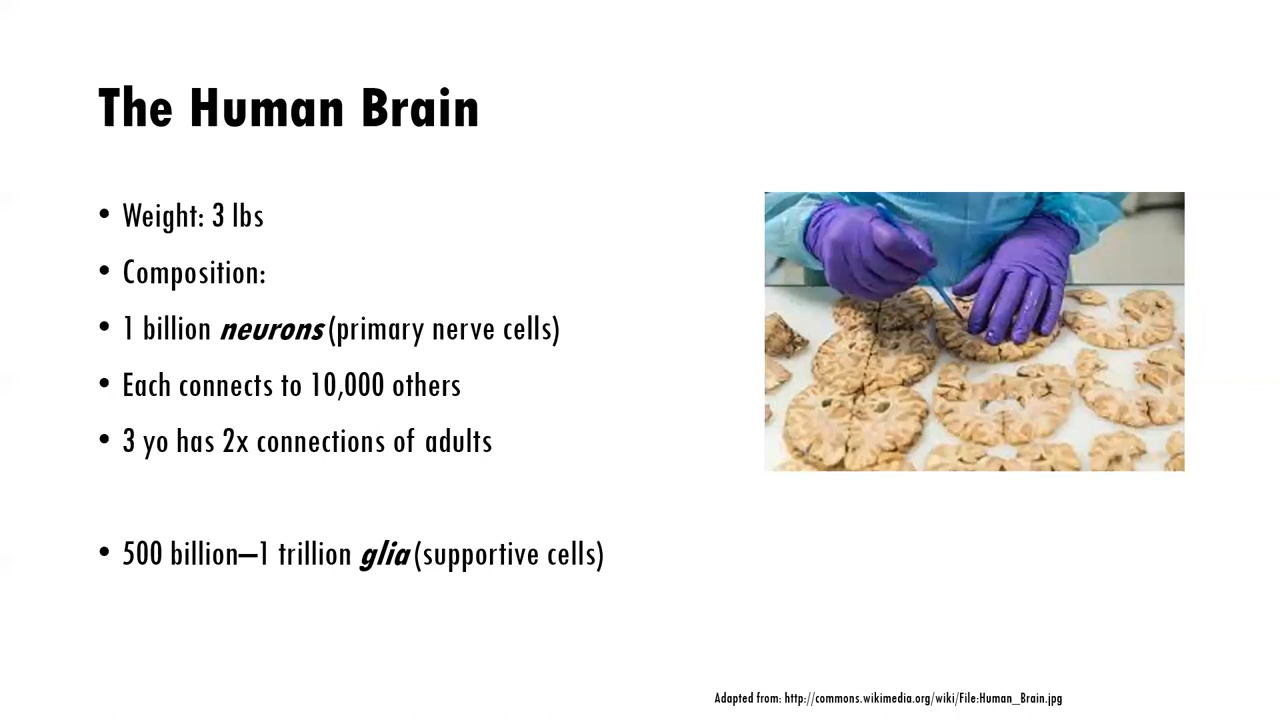 The Human Brain
• Weight: 3 lbs
• Composition:
• 1 billion neurons (primary nerve cells)
• Each connects to 10,000 others
• 3 yo has 2x connections of adults
• 500 billion–1 trillion glia (supportive cells)
Adapted from: http://commons.wikimedia.org/wiki/File:Human_Brain.jpg